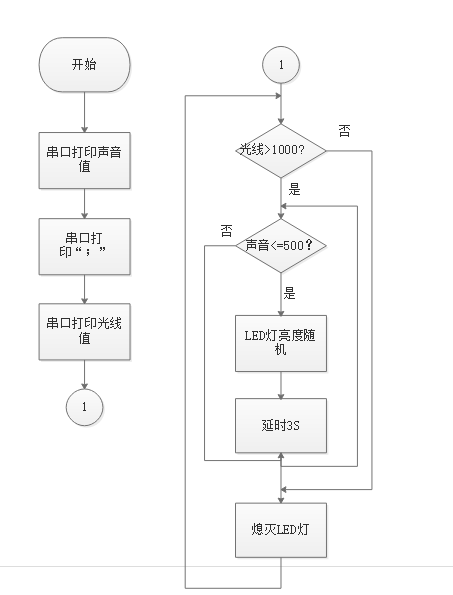 开始
串口打印声音
值
串口打
印“；”
串口打印光线
值
1
1
光线>1000?
否
是
否
声音<=500？
是
LED灯亮度随
机
延时3S
熄灭LED灯